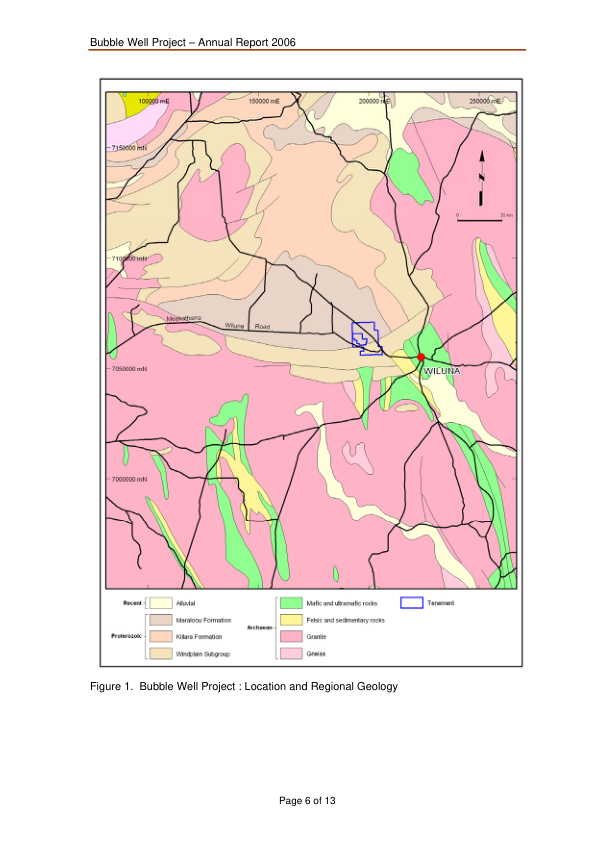 Bubble Well Project – Annual Report 2006
100000 mE 150000 mE 200000 mE 250000 mE
7150000 mN
N
0 25 km
7100000 mN
Meekatharra
Wiluna Road
7050000 mN
WILUNA
7000000 mN
Recent Alluvial Mafic and ultramafic rocks Tenement
Maraloou Formation Archaean Felsic and sedimentary rocks
Proterozoic Killara Formation Granite
Windplain Subgroup Gneiss
Figure 1. Bubble Well Project : Location and Regional Geology
Page 6 of 13